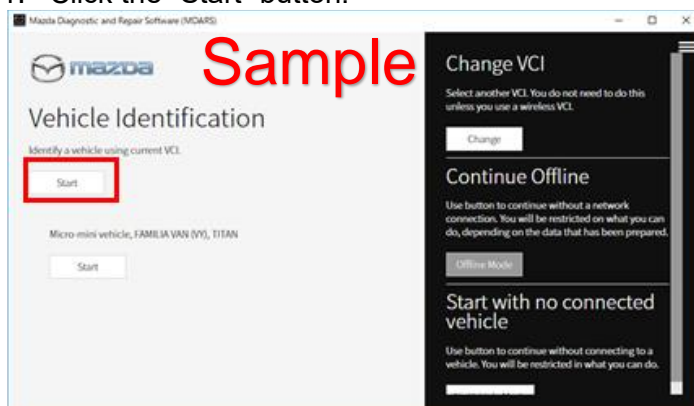 Click the "Start" button.
Mazda Diagnostic and Repair Software (MDARS)
mazda
Sample
Vehicle Identification
Identify a vehicle using current VCI.
Start
Micro-mini vehicle, FAMILIA VAN (VY), TITAN
Start
Change VCI
Select another VCI. You do not need to do this
unless you use a wireless VCI.
Change
Continue Offline
Use button to continue without a network
connection. You will be restricted on what you can
do, depending on the data that has been prepared.
Offline Mode
Start with no connected
vehicle
Use button to continue without connecting to a
vehicle. You will be restricted in what you can do.